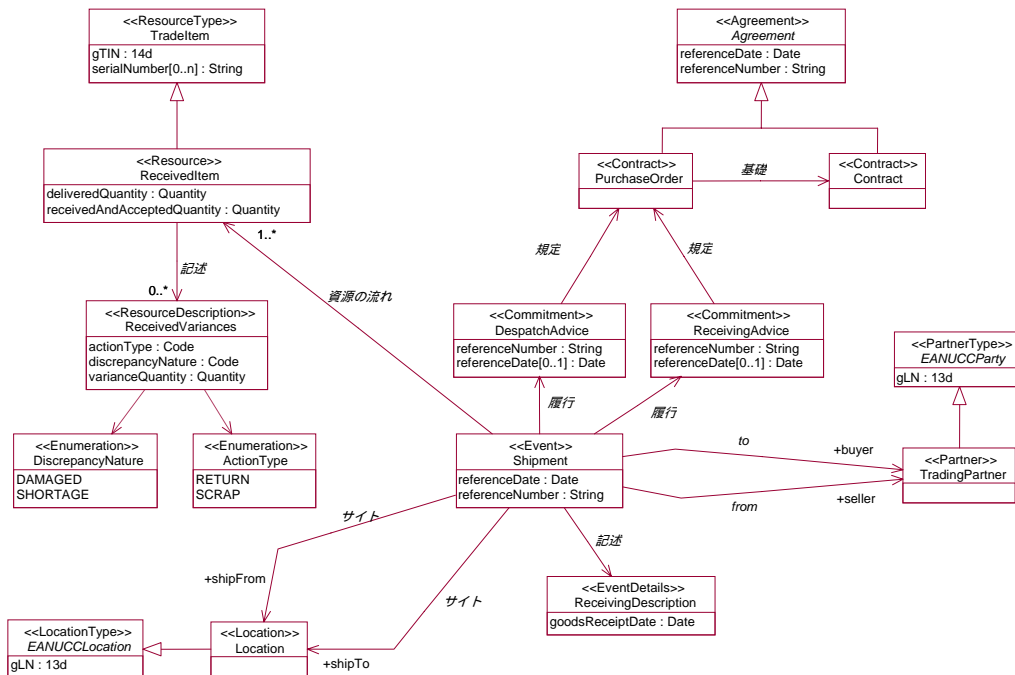 <<ResourceType>>
TradeItem
gTIN : 14d
serialNumber[0..n] : String
<<Agreement>>
Agreement
referenceDate : Date
referenceNumber : String
<<Resource>>
ReceivedItem
deliveredQuantity : Quantity
receivedAndAcceptedQuantity : Quantity
<<Contract>>
PurchaseOrder
基礎
<<Contract>>
Contract
1..*
記述
0..*
資源の流れ
規定
規定
<<ResourceDescription>>
ReceivedVariances
actionType : Code
discrepancyNature : Code
varianceQuantity : Quantity
<<Commitment>>
DespatchAdvice
referenceNumber : String
referenceDate[0..1] : Date
<<Commitment>>
ReceivingAdvice
referenceNumber : String
referenceDate[0..1] : Date
<<PartnerType>>
EANUCCParty
gLN : 13d
履行
履行
<<Enumeration>>
DiscrepancyNature
DAMAGED
SHORTAGE
<<Enumeration>>
ActionType
RETURN
SCRAP
<<Event>>
Shipment
referenceDate : Date
referenceNumber : String
to
+buyer
from
+seller
<<Partner>>
TradingPartner
サイト
記述
+shipFrom
サイト
<<EventDetails>>
ReceivingDescription
goodsReceiptDate : Date
<<LocationType>>
EANUCCLocation
gLN : 13d
<<Location>>
Location
+shipTo